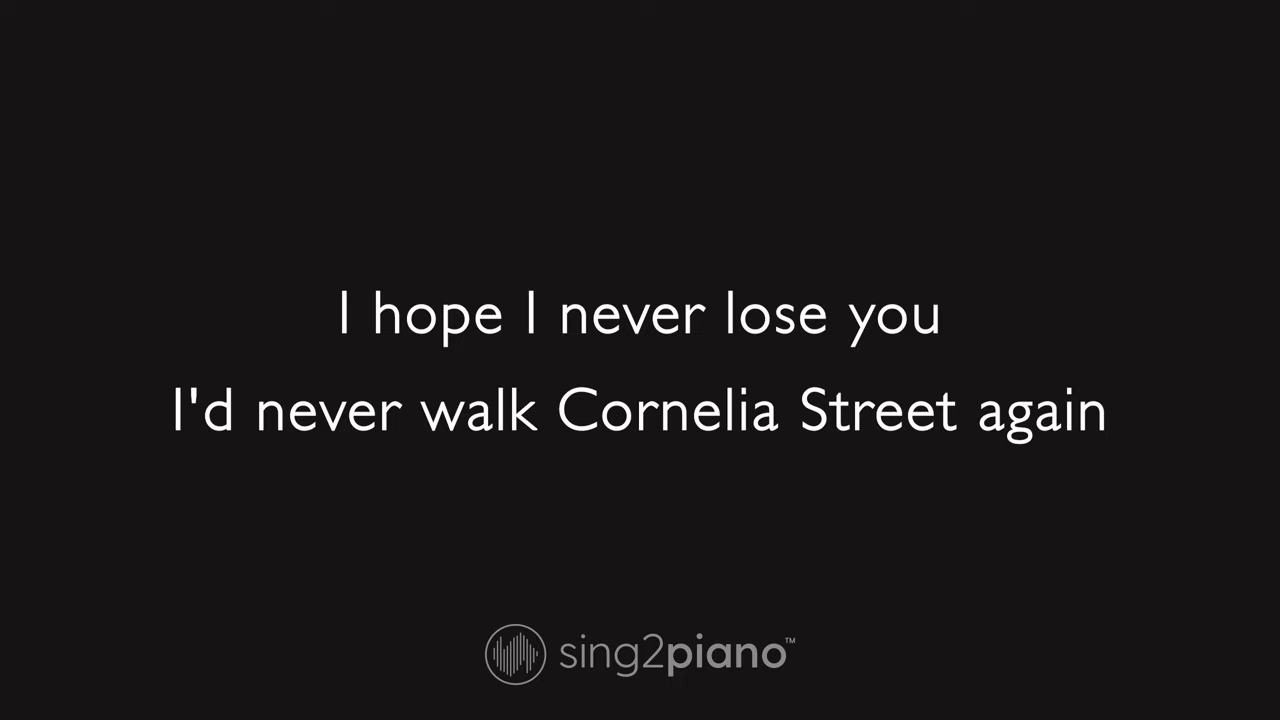 I hope I never lose you
I'd never walk Cornelia Street again
sing2piano™